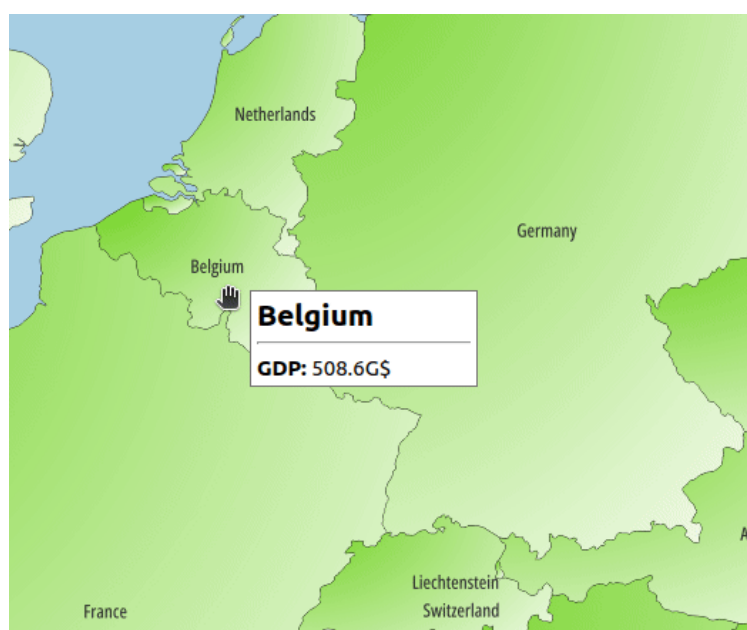 Netherlands
Germany
Belgium
Belgium
GDP: 508.6G$
A
Liechtenstein
Switzerland
France